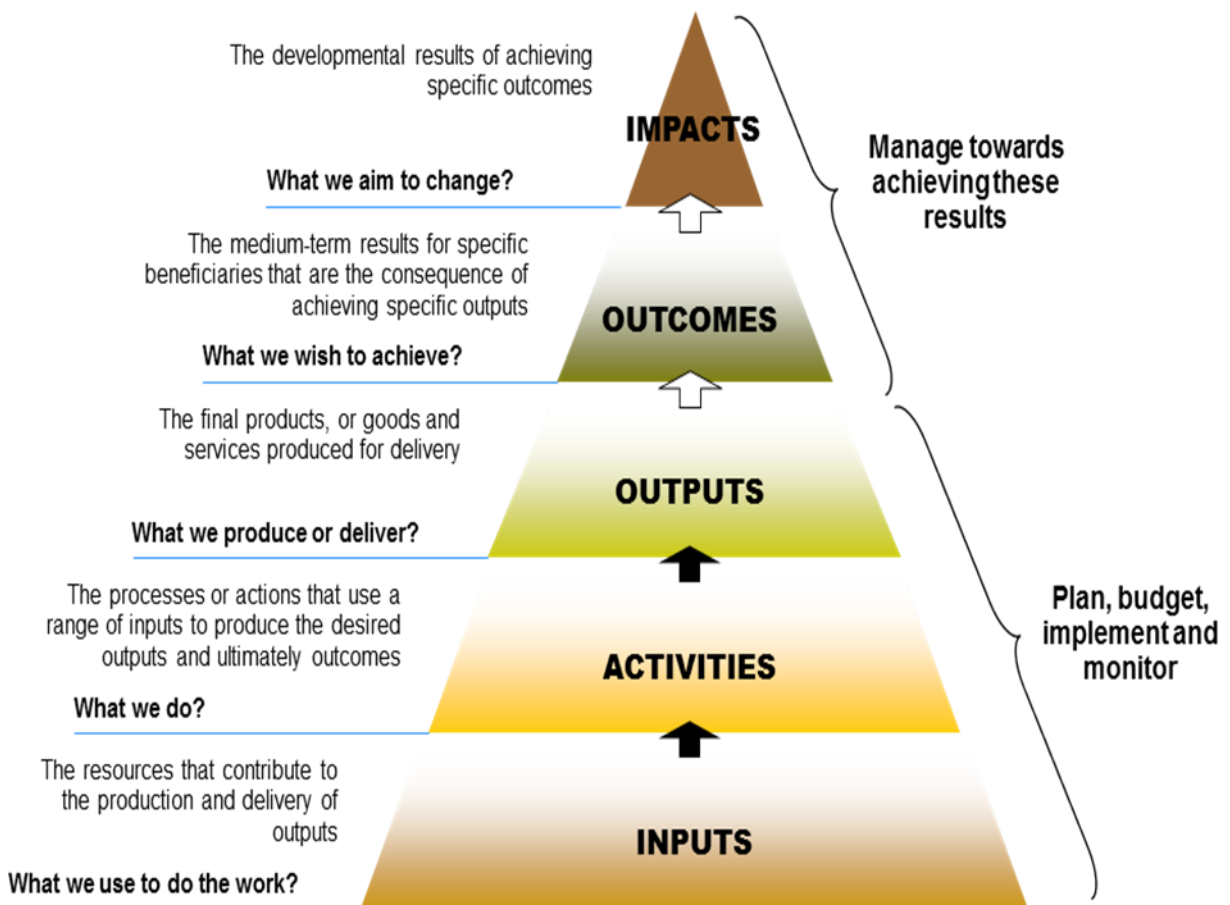 The developmental results of achieving
specific outcomes
IMPACTS
What we aim to change?
Manage towards
achieving these
results
The medium-term results for specific
beneficiaries that are the consequence of
achieving specific outputs
OUTCOMES
What we wish to achieve?
The final products, or goods and
services produced for delivery
OUTPUTS
What we produce or deliver?
The processes or actions that use a
range of inputs to produce the desired
outputs and ultimately outcomes
ACTIVITIES
Plan, budget,
implement and
monitor
What we do?
The resources that contribute to
the production and delivery of
outputs
INPUTS
What we use to do the work?